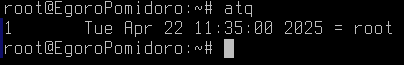 root@EgoroPomidoro:~# atq
1       Tue Apr 22 11:35:00 2025 = root
root@EgoroPomidoro:~#